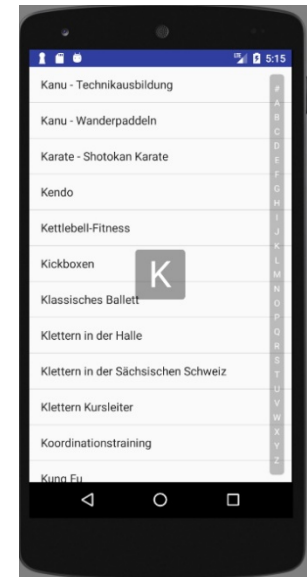 5:15
Kanu - Technikausbildung
Kanu - Wanderpaddeln
Karate - Shotokan Karate
Kendo
Kettlebell-Fitness
Kickboxen
K
Klassisches Ballett
Klettern in der Halle
Klettern in der Sächsischen Schweiz
Klettern Kursleiter
Koordinationstraining
Kung Fu
#
A
B
C
D
E
F
G
H
I
J
K
L
M
N
O
P
Q
R
S
T
U
V
W
X
Y
Z